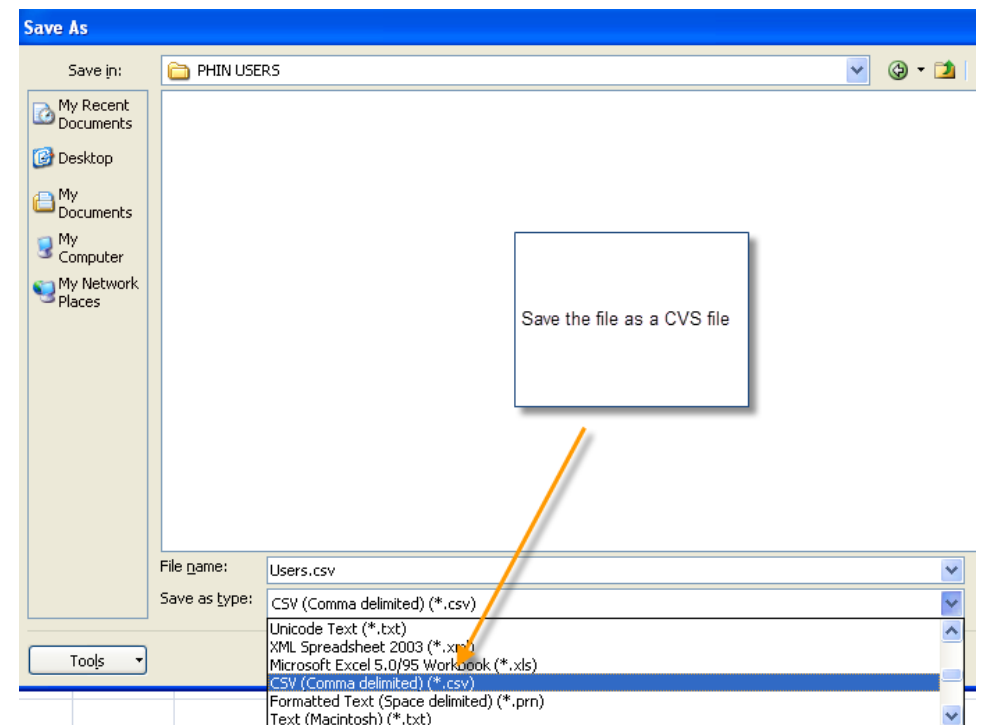 Save As
Save in:
PHIN USERS
My Recent
Documents
Desktop
My
Documents
My
Computer
My Network
Places
Save the file as a CVS file
File name:
Users.csv
Save as type:
CSV (Comma delimited) (*.csv)
Unicode Text (*.txt)
XML Spreadsheet 2003 (*.xml)
Microsoft Excel 5.0/95 Workbook (*.xls)
CSV (Comma delimited) (*.csv)
Formatted Text (Space delimited) (*.prn)
Text (Macintosh) (*.txt)
Tools